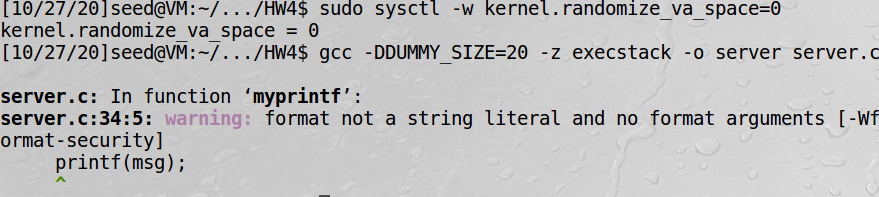 [10/27/20]seed@VM:~/.../HW4$ sudo sysctl -w kernel.randomize_va_space=0
kernel.randomize_va_space = 0
[10/27/20]seed@VM:~/.../HW4$ gcc -DDUMMY_SIZE=20 -z execstack -o server server.c
server.c: In function ‘myprintf’:
server.c:34:5: warning: format not a string literal and no format arguments [-Wf
ormat-security]
     printf(msg);
     ^